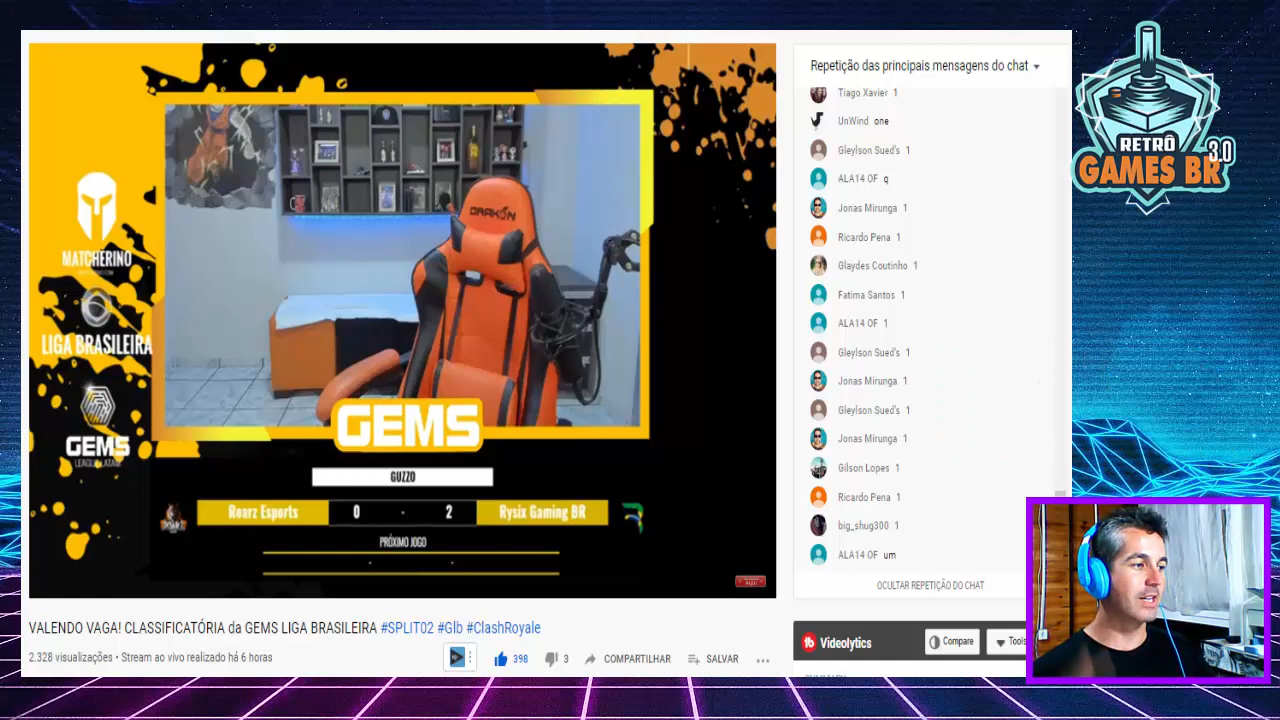 Repetição das principais mensagens do chat
Tiago Xavier 1
UnWind one
Gleylson Sued's 1
ALA14 OF q
Jonas Mirunga 1
Ricardo Pena 1
Glaydes Coutinho 1
Fatima Santos 1
ALA14 OF 1
Gleylson Sued's 1
Jonas Mirunga 1
Gleylson Sued's 1
Jonas Mirunga 1
Gilson Lopes 1
Ricardo Pena 1
big_shug300 1
ALA14 OF um
OCULTAR REPETIÇÃO DO CHAT
RETRÔ
GAMES BR
3.0
DRAXON
MATCHERINO
LIGA BRASILEIRA
GEMS
LEAGUE LATAM
GEMS
GUZZO
Roarz Esports 0 - 2 Rysix Gaming BR
PRÓXIMO JOGO
VALENDO VAGA! CLASSIFICATÓRIA da GEMS LIGA BRASILEIRA #SPLIT02 #Glb #ClashRoyale
2.328 visualizações • Stream ao vivo realizado há 6 horas
398
3
COMPARTILHAR
SALVAR
Videolytics
Compare
Tools